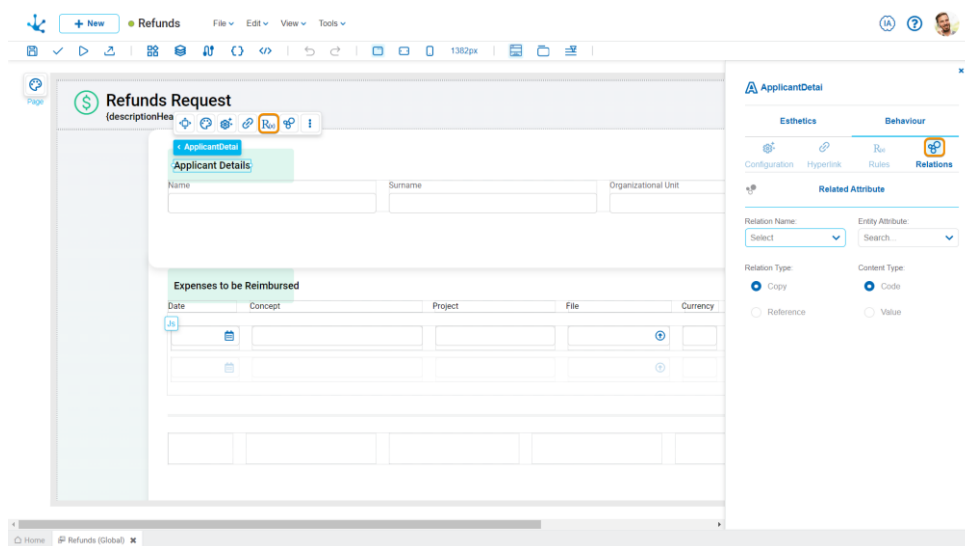 + New
Refunds
File
Edit
View
Tools
(IA)
?
1382px
Page
$
Refunds Request
{descriptionHea
R(x)
< ApplicantDetai
Applicant Details
Name
Surname
Organizational Unit
Expenses to be Reimbursed
Date
Concept
Project
File
Currency
Js
ApplicantDetai
Esthetics
Behaviour
R(x)
Configuration
Hyperlink
Rules
Relations
Related Attribute
Relation Name:
Entity Attribute:
Select
Search...
Relation Type:
Content Type:
Copy
Code
Reference
Value
Home
Refunds (Global)